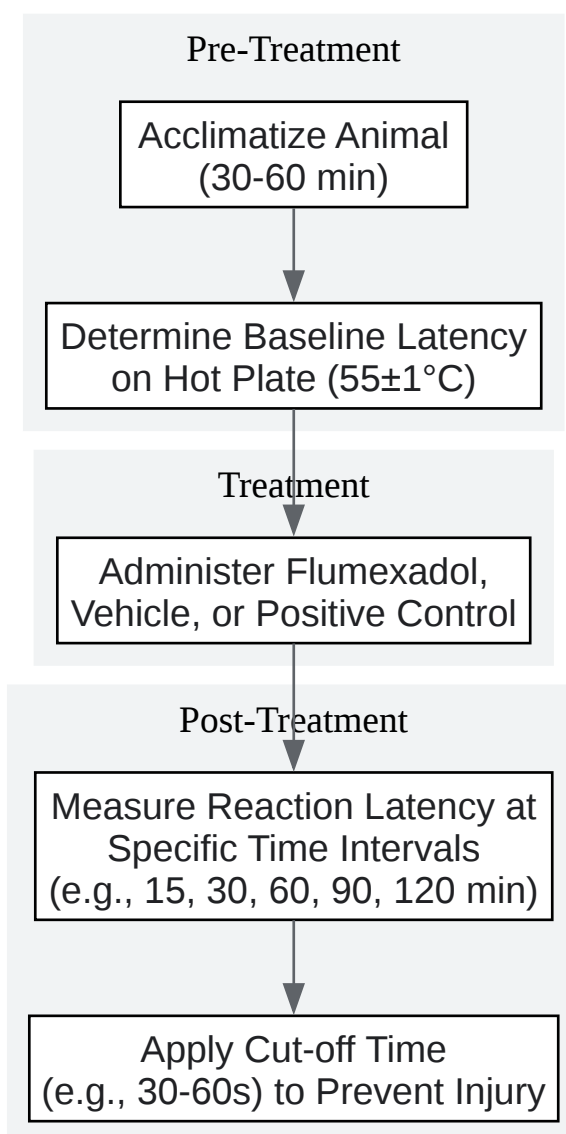 Pre-Treatment
Acclimatize Animal
(30-60 min)
Determine Baseline Latency
on Hot Plate (55±1°C)
Treatment
Administer Flumexadol,
Vehicle, or Positive Control
Post-Treatment
Measure Reaction Latency at
Specific Time Intervals
(e.g., 15, 30, 60, 90, 120 min)
Apply Cut-off Time
(e.g., 30-60s) to Prevent Injury